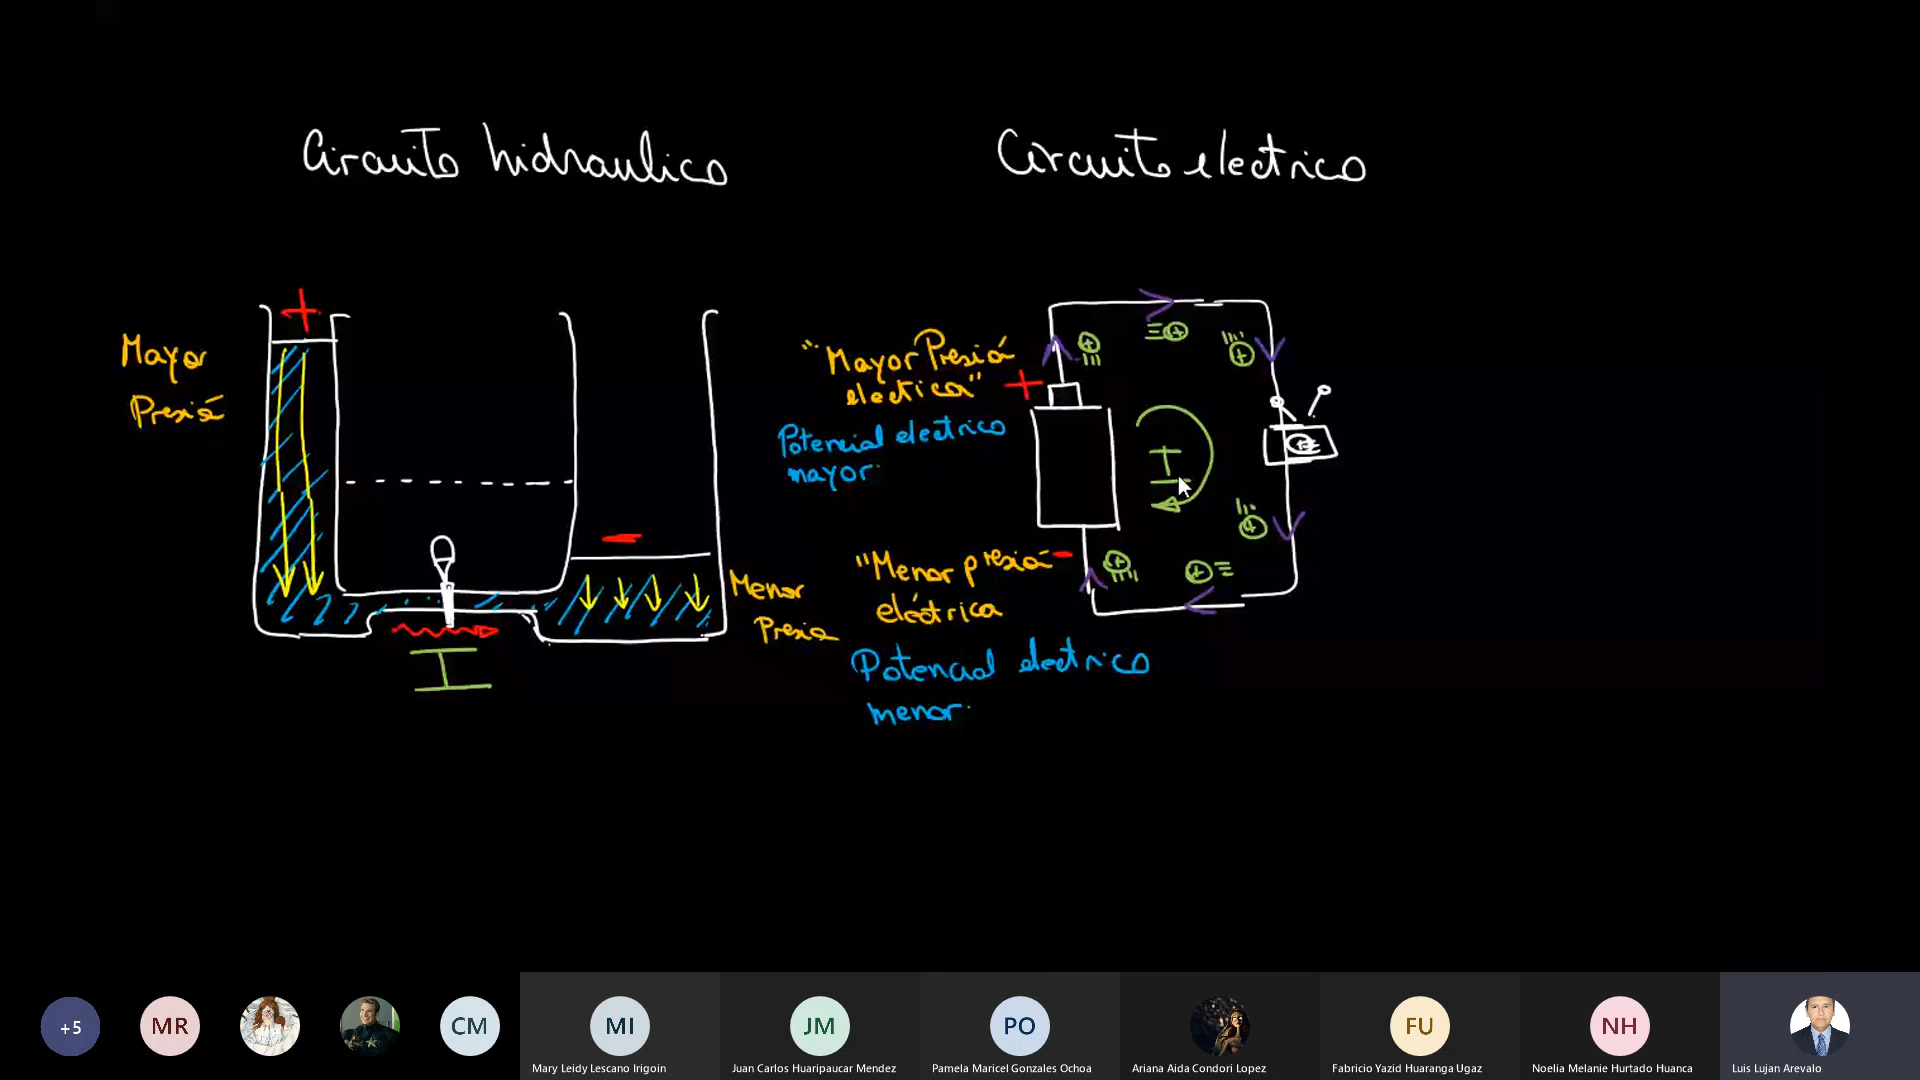 Circuito hidraulico
Circuito electrico
+
Mayor
Presió
"Mayor Presió
electica"
+
Potencial electrico
mayor.
I
-
Menor
Presio
"Menor presió
eléctrica
-
Potencial electrico
menor.
I
+5
MR
CM
MI
JM
PO
FU
NH
Mary Leidy Lescano Irigoin
Juan Carlos Huaripaucar Mendez
Pamela Maricel Gonzales Ochoa
Ariana Aida Condori Lopez
Fabricio Yazid Huaranga Ugaz
Noelia Melanie Hurtado Huanca
Luis Lujan Arevalo